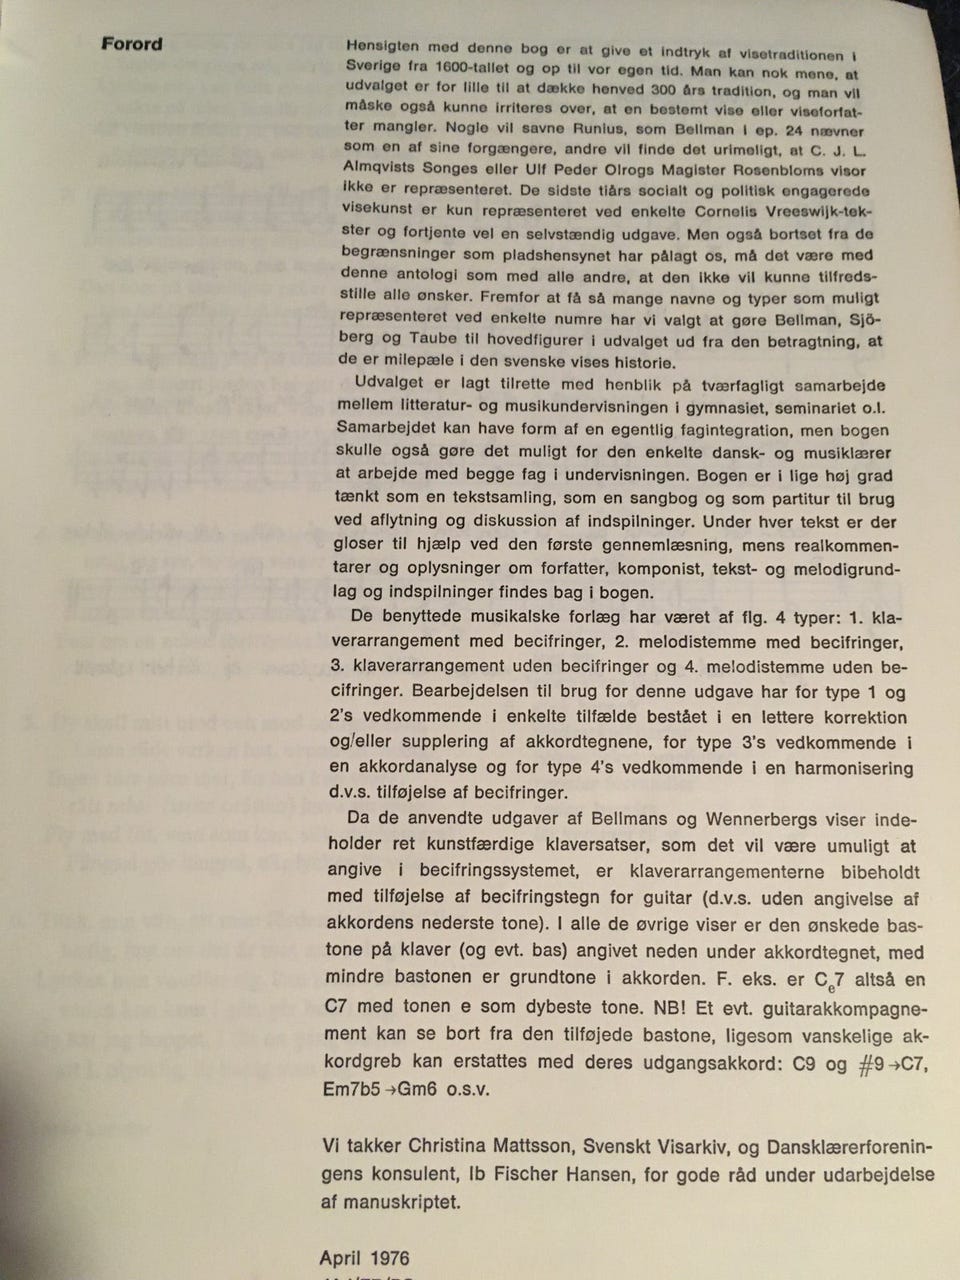 Forord
Hensigten med denne bog er at give et indtryk af visetraditionen i
Sverige fra 1600-tallet og op til vor egen tid. Man kan nok mene, at
udvalget er for lille til at dække henved 300 års tradition, og man vil
måske også kunne irriteres over, at en bestemt vise eller viseforfat-
ter mangler. Nogle vil savne Runius, som Bellman i ep. 24 nævner
som en af sine forgængere, andre vil finde det urimeligt, at C. J. L.
Almqvists Songes eller Ulf Peder Olrogs Magister Rosenbloms visor
ikke er repræsenteret. De sidste tiårs socialt og politisk engagerede
visekunst er kun repræsenteret ved enkelte Cornelis Vreeswijk-tek-
ster og fortjente vel en selvstændig udgave. Men også bortset fra de
begrænsninger som pladshensynet har pålagt os, må det være med
denne antologi som med alle andre, at den ikke vil kunne tilfreds-
stille alle ønsker. Fremfor at få så mange navne og typer som muligt
repræsenteret ved enkelte numre har vi valgt at gøre Bellman, Sjö-
berg og Taube til hovedfigurer i udvalget ud fra den betragtning, at
de er milepæle i den svenske vises historie.
Udvalget er lagt tilrette med henblik på tværfagligt samarbejde
mellem litteratur- og musikundervisningen i gymnasiet, seminariet o.l.
Samarbejdet kan have form af en egentlig fagintegration, men bogen
skulle også gøre det muligt for den enkelte dansk- og musiklærer
at arbejde med begge fag i undervisningen. Bogen er i lige høj grad
tænkt som en tekstsamling, som en sangbog og som partitur til brug
ved aflytning og diskussion af indspilninger. Under hver tekst er der
gloser til hjælp ved den første gennemlæsning, mens realkommen-
tarer og oplysninger om forfatter, komponist, tekst- og melodigrund-
lag og indspilninger findes bag i bogen.
De benyttede musikalske forlæg har været af flg. 4 typer: 1. kla-
verarrangement med becifringer, 2. melodistemme med becifringer,
3. klaverarrangement uden becifringer og 4. melodistemme uden be-
cifringer. Bearbejdelsen til brug for denne udgave har for type 1 og
2's vedkommende i enkelte tilfælde bestået i en lettere korrektion
og/eller supplering af akkordtegnene, for type 3's vedkommende i
en akkordanalyse og for type 4's vedkommende i en harmonisering
d.v.s. tilføjelse af becifringer.
Da de anvendte udgaver af Bellmans og Wennerbergs viser inde-
holder ret kunstfærdige klaversatser, som det vil være umuligt at
angive i becifringssystemet, er klaverarrangementerne bibeholdt
med tilføjelse af becifringstegn for guitar (d.v.s. uden angivelse af
akkordens nederste tone). I alle de øvrige viser er den ønskede bas-
tone på klaver (og evt. bas) angivet neden under akkordtegnet, med
mindre bastonen er grundtone i akkorden. F. eks. er Ce7 altså en
C7 med tonen e som dybeste tone. NB! Et evt. guitarakkompagne-
ment kan se bort fra den tilføjede bastone, ligesom vanskelige ak-
kordgreb kan erstattes med deres udgangsakkord: C9 og #9→C7,
Em7b5→Gm6 o.s.v.
Vi takker Christina Mattsson, Svenskt Visarkiv, og Dansklærerforenin-
gens konsulent, Ib Fischer Hansen, for gode råd under udarbejdelse
af manuskriptet.
April 1976